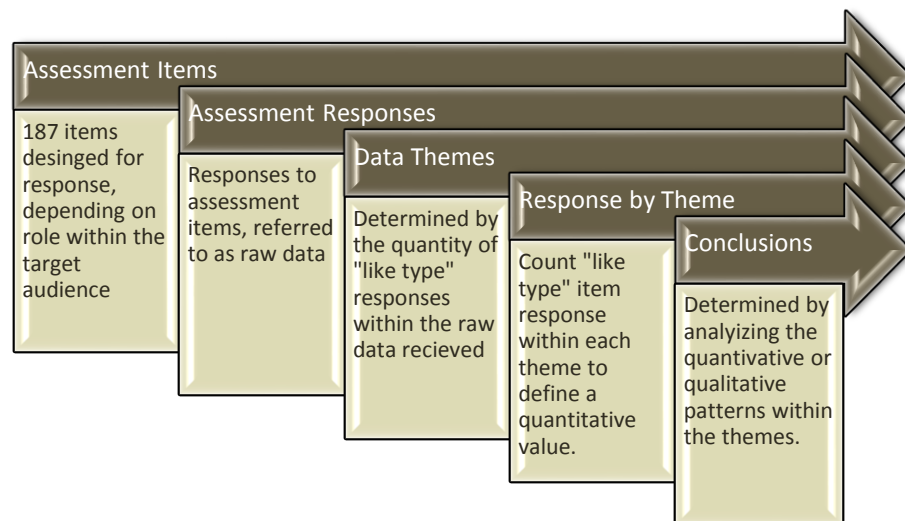 Assessment Items
187 items
desinged for
response,
depending on
role within the
target
audience
Assessment Responses
Responses to
assessment
items, referred
to as raw data
Data Themes
Determined by
the quantity of
"like type"
responses
within the raw
data recieved
Response by Theme
Count "like
type" item
response
within each
theme to
define a
quantitative
value.
Conclusions
Determined by
analyizing the
quantivative or
qualitative
patterns within
the themes.